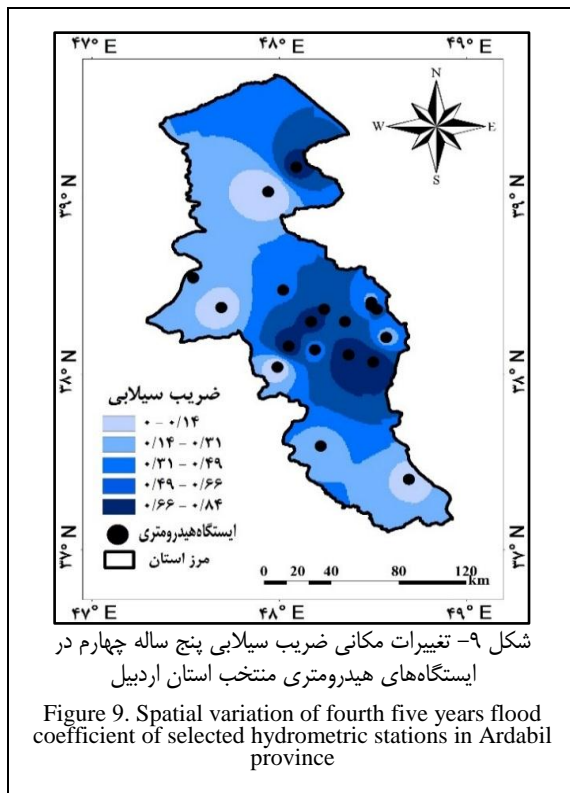 ۴۷° E ۴۸° E ۴۹° E
N
W E
S
۳۹° N ۳۹° N
۳۸° N ۳۸° N
ضریب سیلابی
۰ - ۰/۱۴
۰/۱۴ - ۰/۳۱
۰/۳۱ - ۰/۴۹
۰/۴۹ - ۰/۶۶
۰/۶۶ - ۰/۸۴
ایستگاه‌هیدرومتری
مرز استان
۳۷° N ۳۷° N
0 20 40 80 120
km
۴۷° E ۴۸° E ۴۹° E
شکل ۹- تغییرات مکانی ضریب سیلابی پنج ساله چهارم در
ایستگاه‌های هیدرومتری منتخب استان اردبیل
Figure 9. Spatial variation of fourth five years flood
coefficient of selected hydrometric stations in Ardabil
province